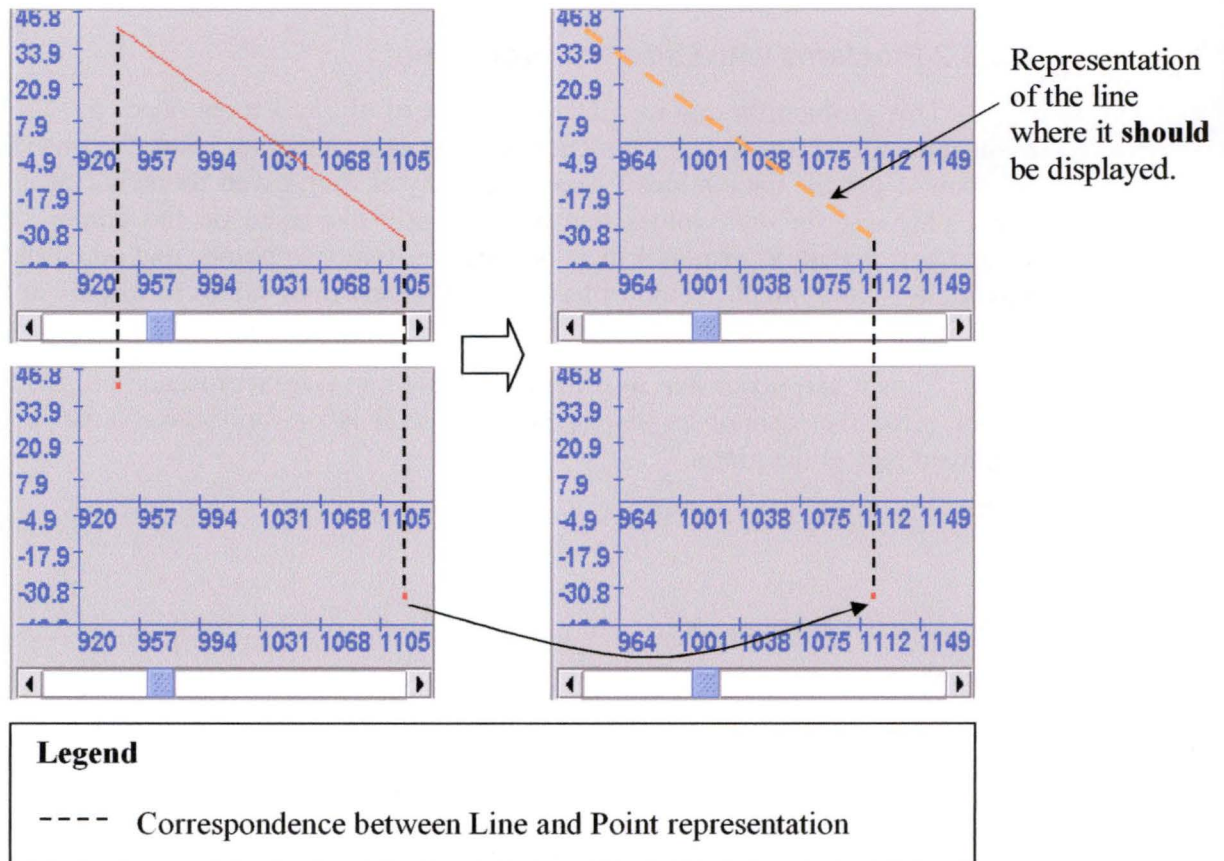 46.8
33.9
20.9
7.9
-4.9
-17.9
-30.8
920 957 994 1031 1068 1105
920 957 994 1031 1068 1105
46.8
33.9
20.9
7.9
-4.9
-17.9
-30.8
964 1001 1038 1075 1112 1149
964 1001 1038 1075 1112 1149
Representation
of the line
where it should
be displayed.
46.8
33.9
20.9
7.9
-4.9
-17.9
-30.8
920 957 994 1031 1068 1105
920 957 994 1031 1068 1105
46.8
33.9
20.9
7.9
-4.9
-17.9
-30.8
964 1001 1038 1075 1112 1149
964 1001 1038 1075 1112 1149
Legend
Correspondence between Line and Point representation